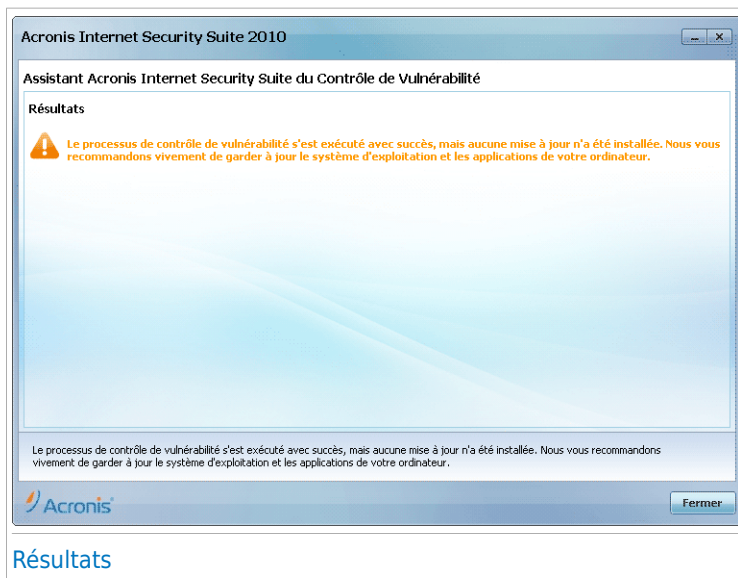 Acronis Internet Security Suite 2010
Assistant Acronis Internet Security Suite du Contrôle de Vulnérabilité
Résultats
Le processus de contrôle de vulnérabilité s'est exécuté avec succès, mais aucune mise à jour n'a été installée. Nous vous
recommandons vivement de garder à jour le système d'exploitation et les applications de votre ordinateur.
Le processus de contrôle de vulnérabilité s'est exécuté avec succès, mais aucune mise à jour n'a été installée. Nous vous recommandons
vivement de garder à jour le système d'exploitation et les applications de votre ordinateur.
Acronis
Fermer
Résultats